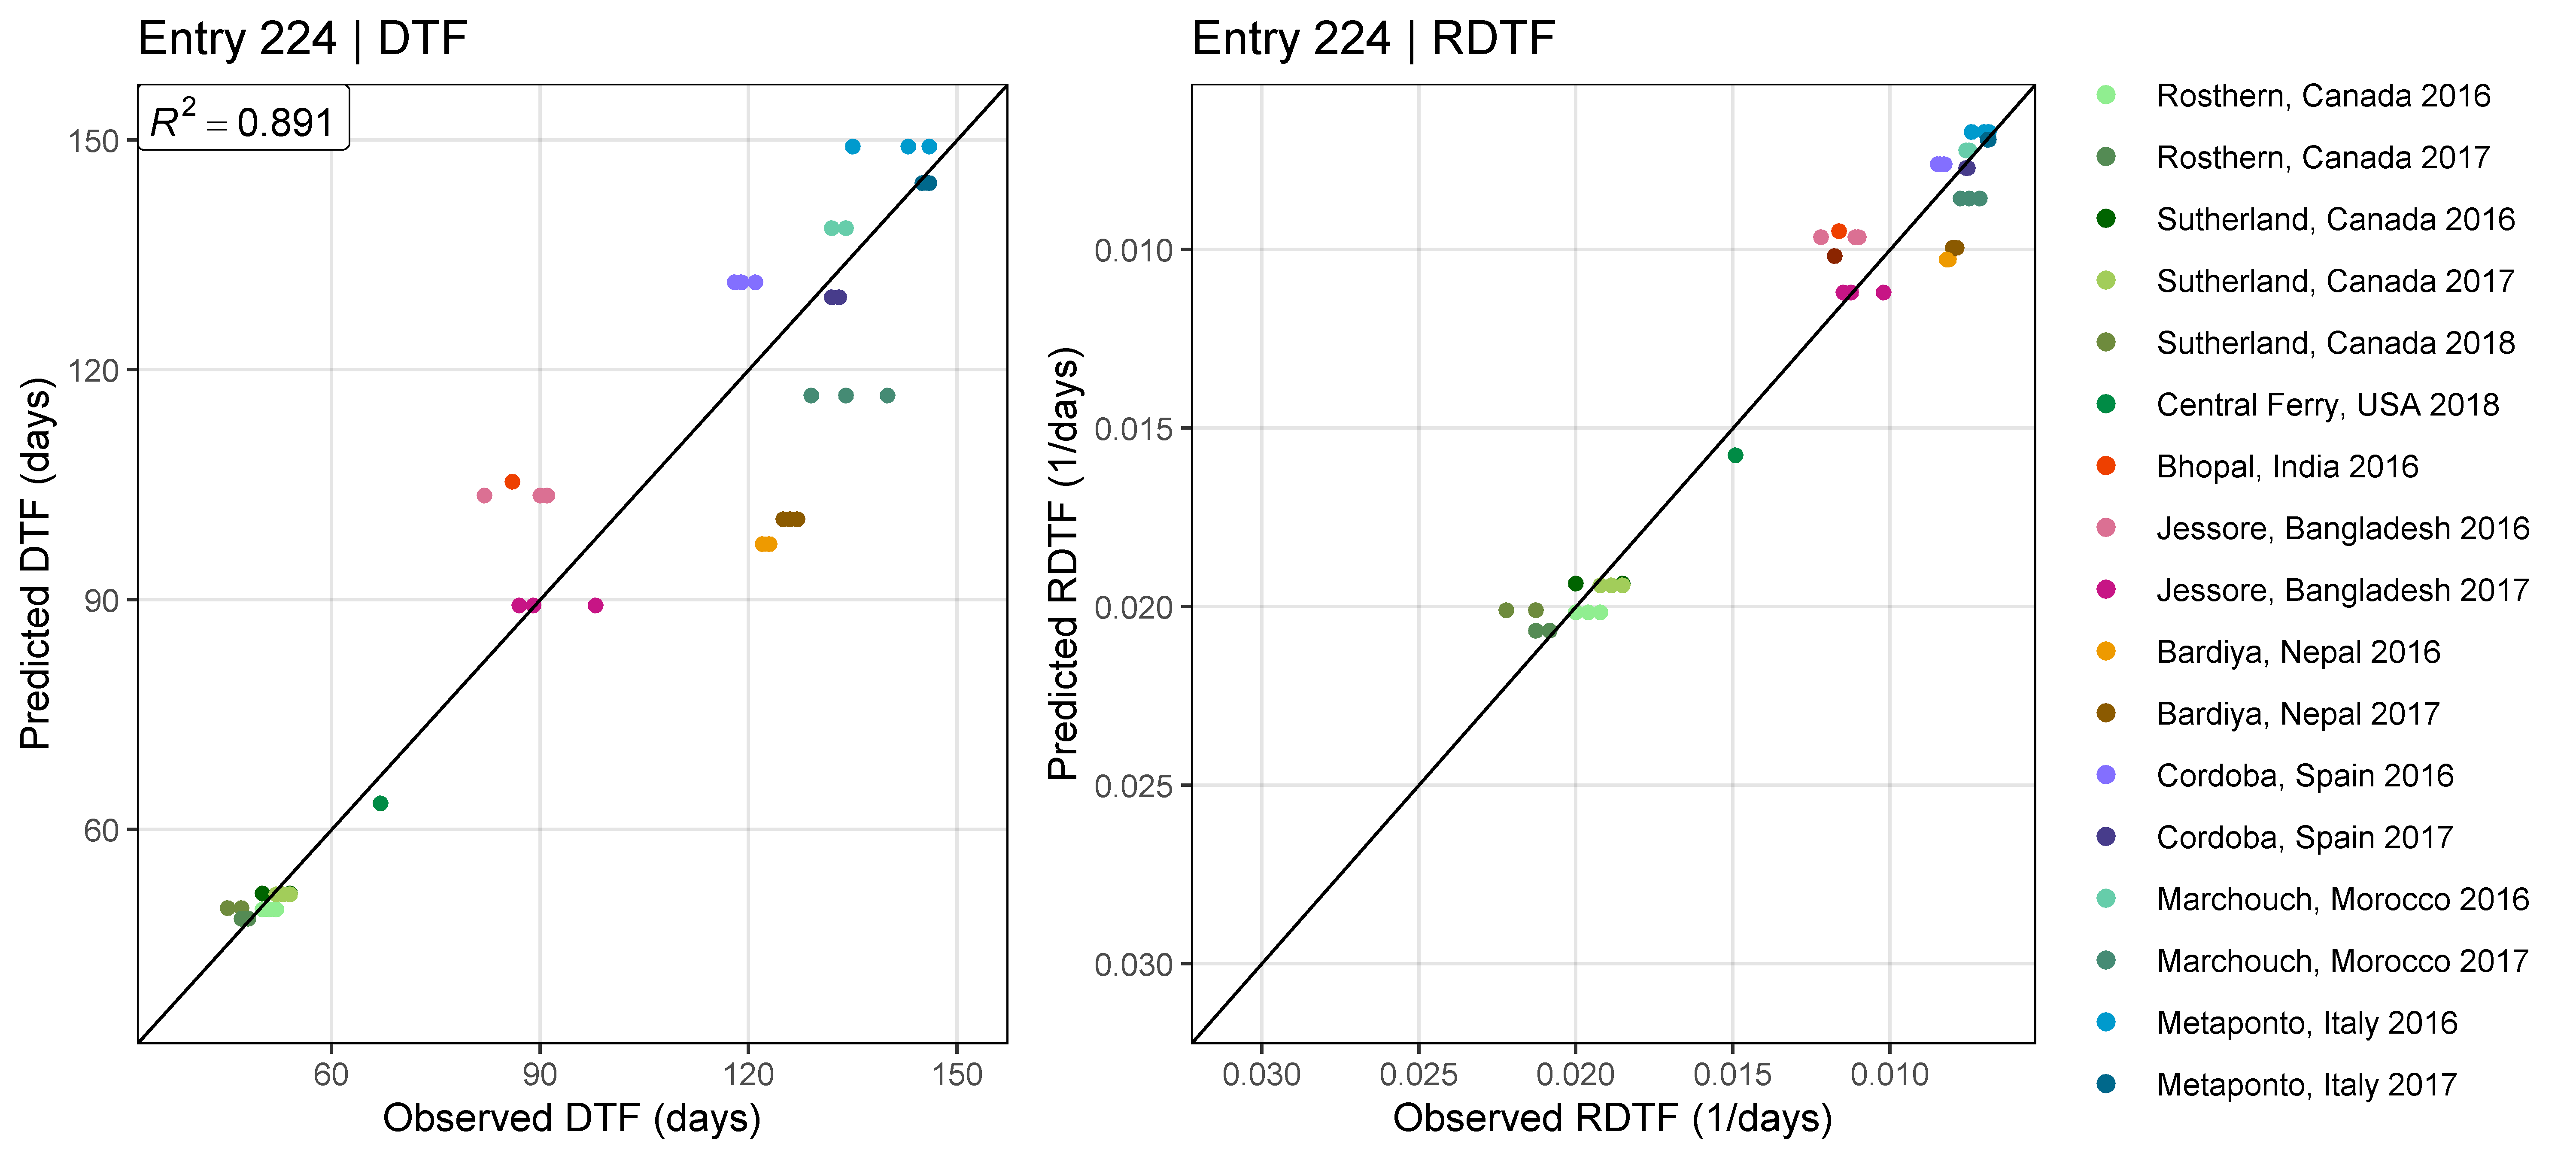 Entry 224 | DTF
R² = 0.891
150
120
90
60
Predicted DTF (days)
60 90 120 150
Observed DTF (days)
Entry 224 | RDTF
0.010
0.015
0.020
0.025
0.030
Predicted RDTF (1/days)
0.030 0.025 0.020 0.015 0.010
Observed RDTF (1/days)
Rosthern, Canada 2016
Rosthern, Canada 2017
Sutherland, Canada 2016
Sutherland, Canada 2017
Sutherland, Canada 2018
Central Ferry, USA 2018
Bhopal, India 2016
Jessore, Bangladesh 2016
Jessore, Bangladesh 2017
Bardiya, Nepal 2016
Bardiya, Nepal 2017
Cordoba, Spain 2016
Cordoba, Spain 2017
Marchouch, Morocco 2016
Marchouch, Morocco 2017
Metaponto, Italy 2016
Metaponto, Italy 2017